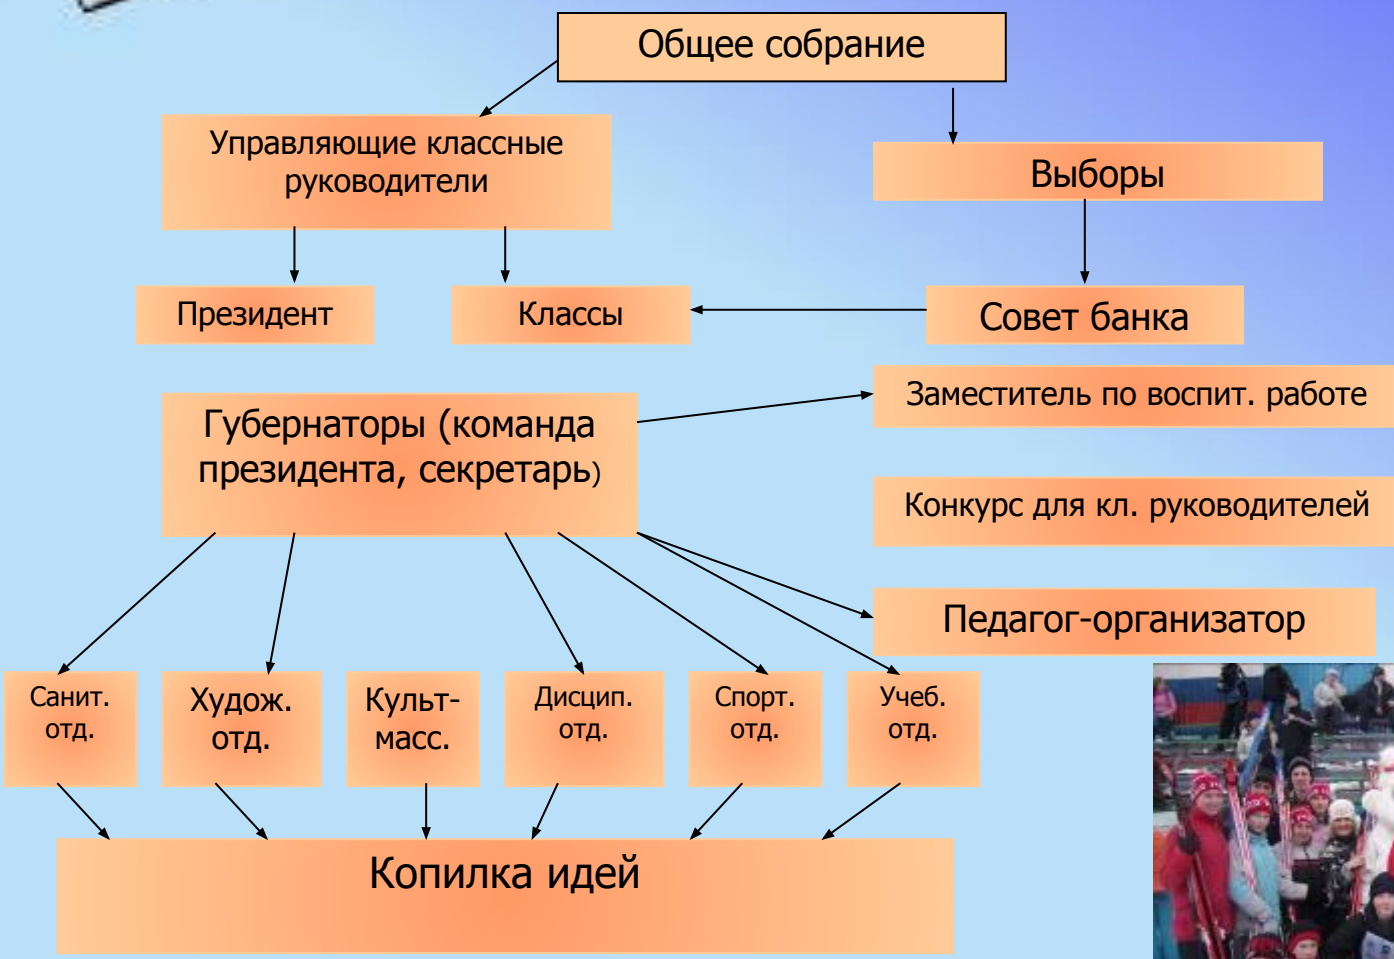 Общее собрание
Управляющие классные
руководители
Выборы
Президент
Классы
Совет банка
Губернаторы (команда
президента, секретарь)
Заместитель по воспит. работе
Конкурс для кл. руководителей
Педагог-организатор
Санит.
отд.
Худож.
отд.
Культ-
масс.
Дисцип.
отд.
Спорт.
отд.
Учеб.
отд.
Копилка идей